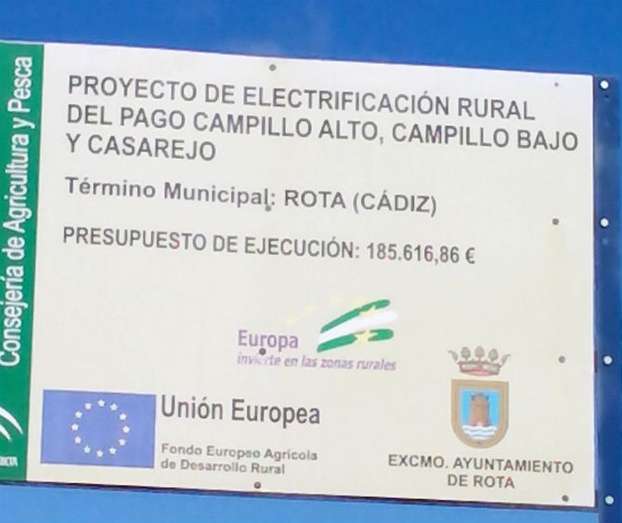 Consejería de Agricultura y Pesca
PROYECTO DE ELECTRIFICACIÓN RURAL
DEL PAGO CAMPILLO ALTO, CAMPILLO BAJO
Y CASAREJO
Término Municipal: ROTA (CÁDIZ)
PRESUPUESTO DE EJECUCIÓN: 185.616,86 €
Europa
invierte en las zonas rurales
Unión Europea
Fondo Europeo Agrícola
de Desarrollo Rural
EXCMO. AYUNTAMIENTO
DE ROTA